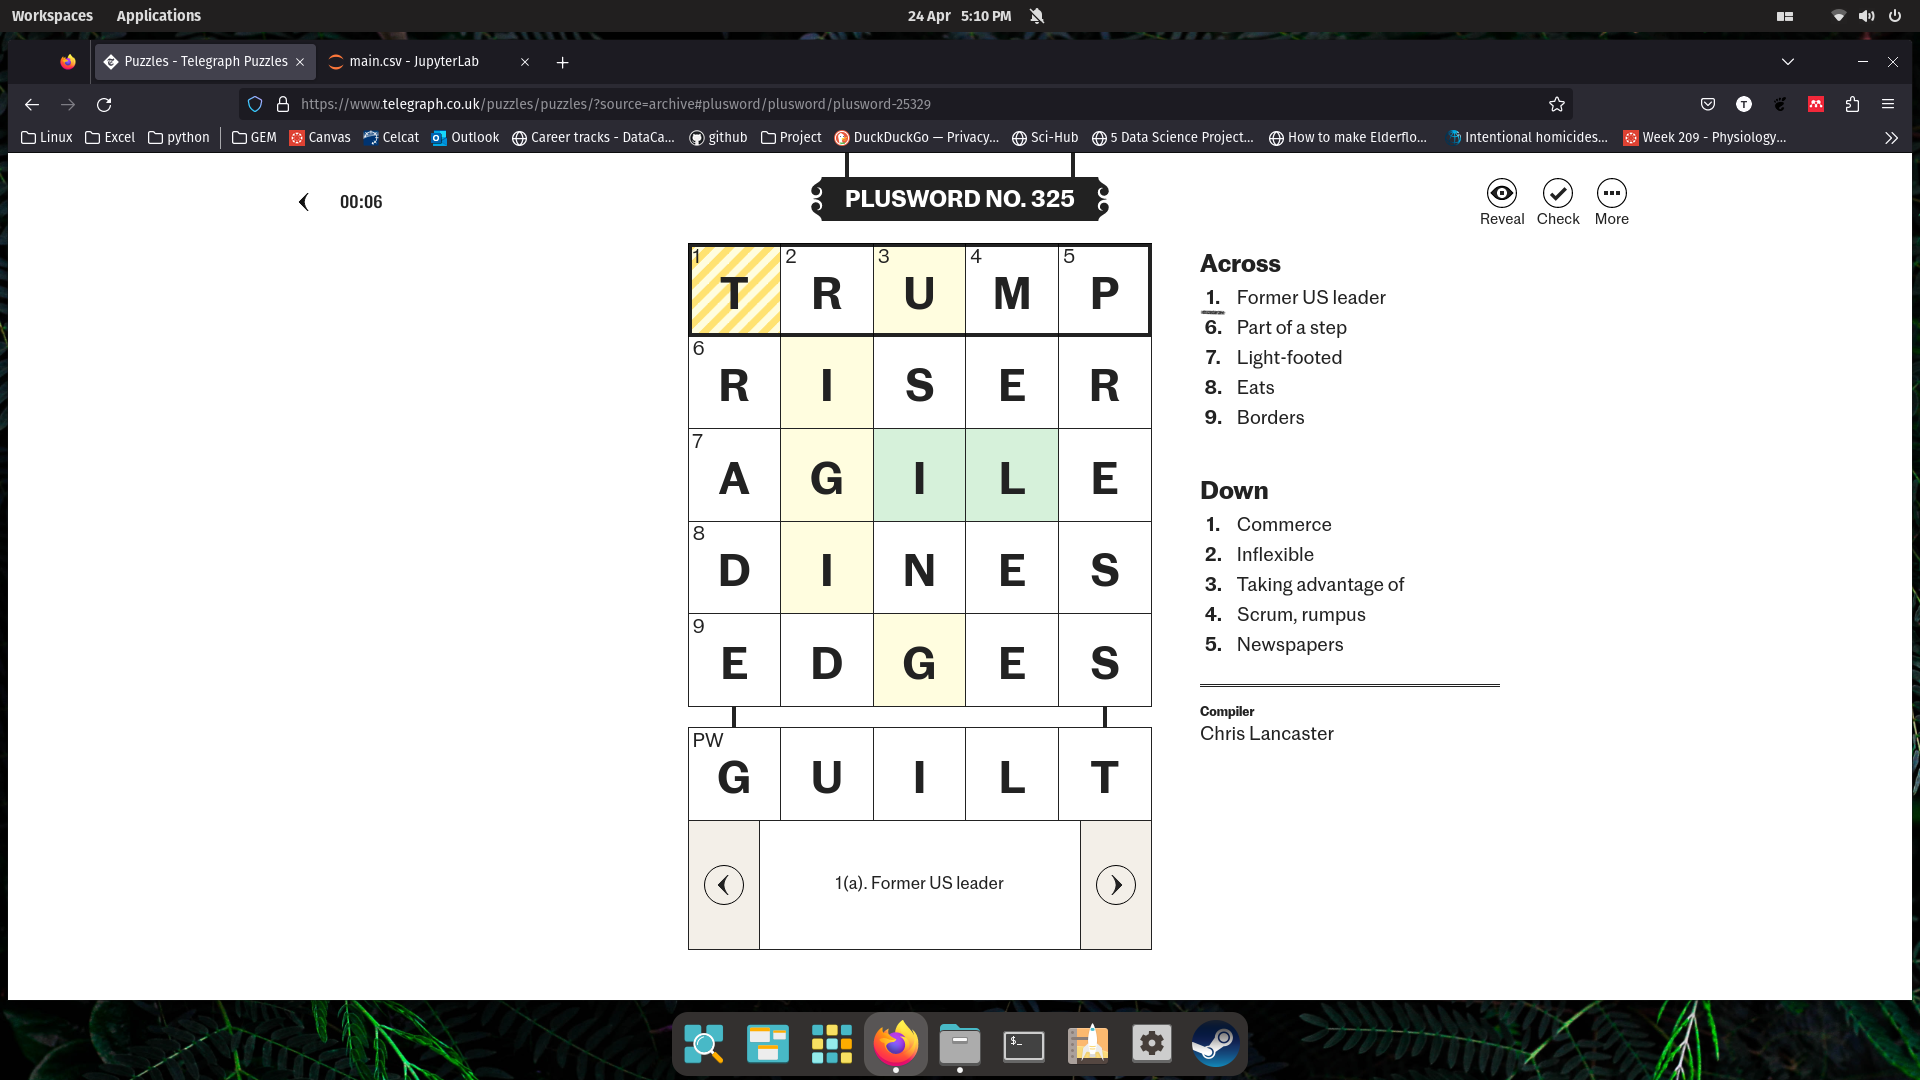 Workspaces Applications 24 Apr 5:10 PM
Puzzles - Telegraph Puzzles main.csv - JupyterLab
https://www.telegraph.co.uk/puzzles/puzzles/?source=archive#plusword/plusword/plusword-25329
Linux Excel python GEM Canvas Celcat Outlook Career tracks - DataCa... github Project DuckDuckGo — Privacy... Sci-Hub 5 Data Science Project... How to make Elderflo... Intentional homicides... Week 209 - Physiology...
00:06
PLUSWORD NO. 325
Reveal Check More
1 T 2 R 3 U 4 M 5 P
6 R I S E R
7 A G I L E
8 D I N E S
9 E D G E S
PW G U I L T
1(a). Former US leader
Across
1. Former US leader
6. Part of a step
7. Light-footed
8. Eats
9. Borders
Down
1. Commerce
2. Inflexible
3. Taking advantage of
4. Scrum, rumpus
5. Newspapers
Compiler
Chris Lancaster